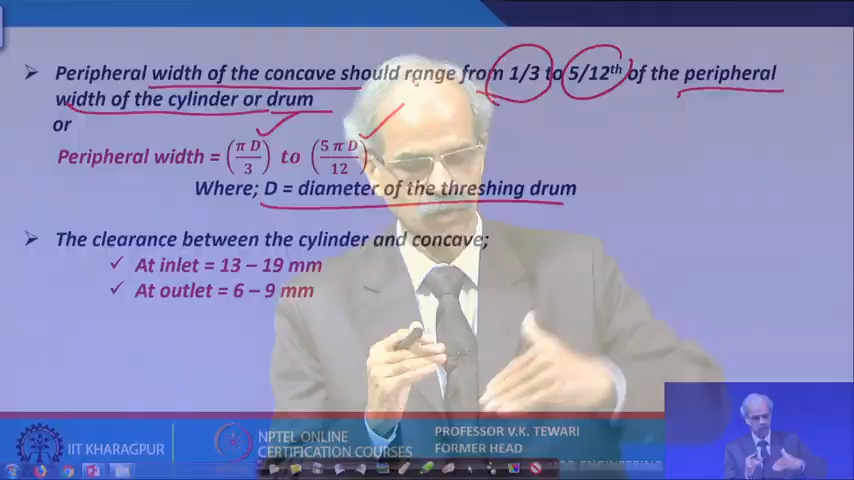 Peripheral width of the concave should range from 1/3 to 5/12th of the peripheral
width of the cylinder or drum
or
Peripheral width = (π D / 3) to (5 π D / 12)
Where; D = diameter of the threshing drum
The clearance between the cylinder and concave;
✓ At inlet = 13 – 19 mm
✓ At outlet = 6 – 9 mm
IIT KHARAGPUR
NPTEL ONLINE
CERTIFICATION COURSES
PROFESSOR V.K. TEWARI
FORMER HEAD
ENGINEERING